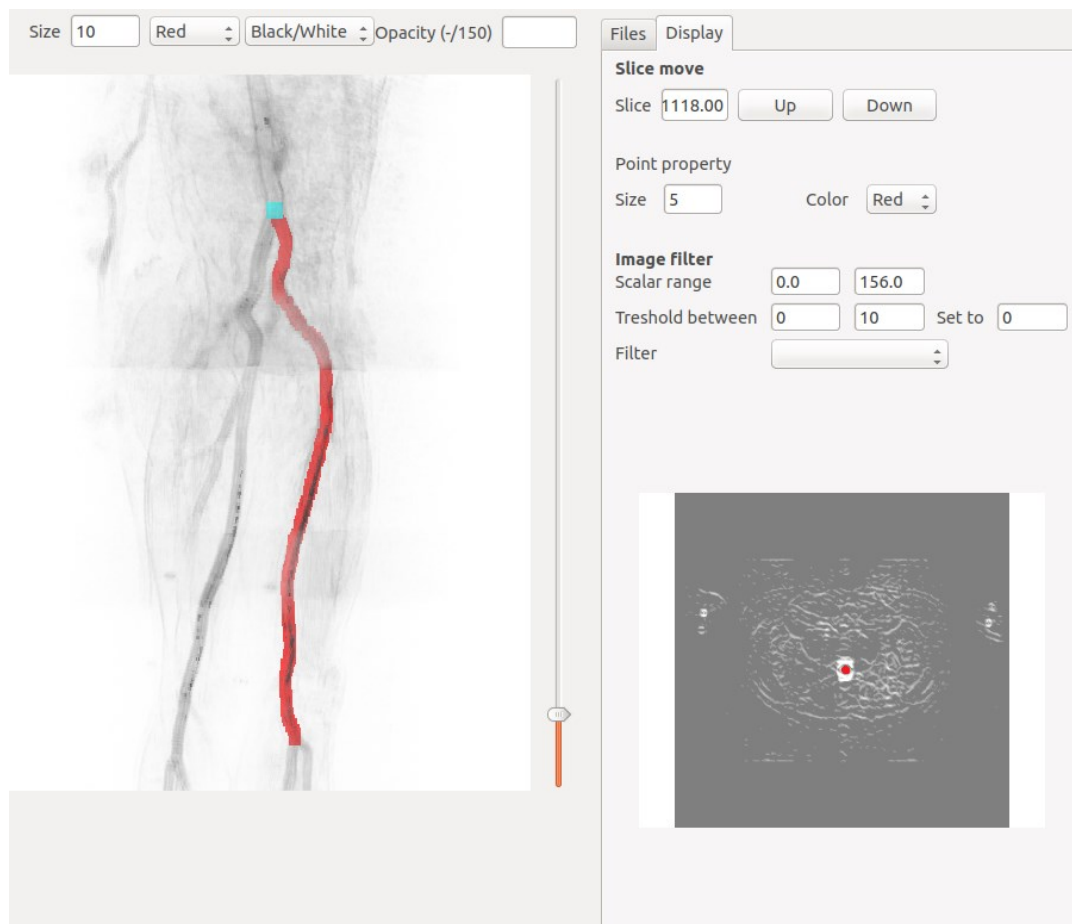 Size 10 Red Black/White Opacity (-/150)
Files Display
Slice move
Slice 1118.00 Up Down
Point property
Size 5 Color Red
Image filter
Scalar range 0.0 156.0
Treshold between 0 10 Set to 0
Filter